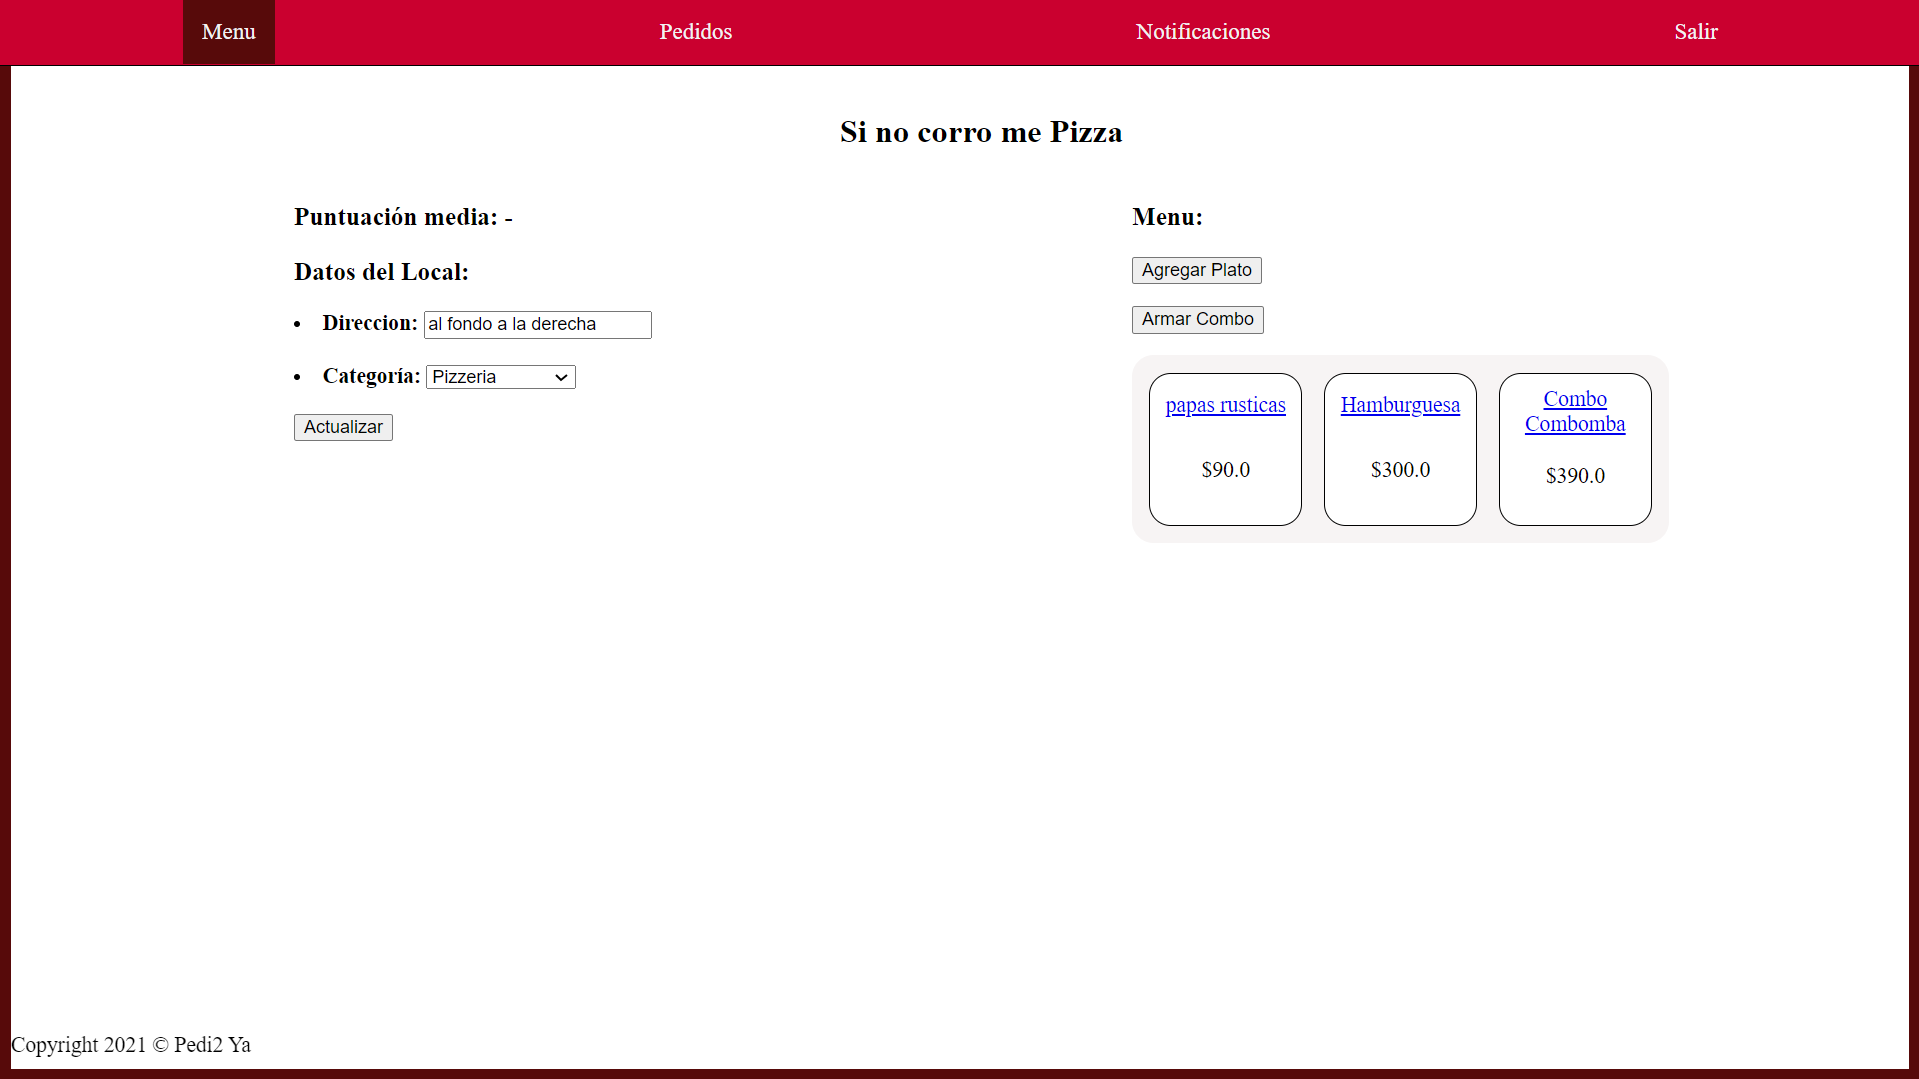 Menu
Pedidos
Notificaciones
Salir
Si no corro me Pizza
Puntuación media: -
Datos del Local:
Direccion: al fondo a la derecha
Categoría: Pizzeria
Actualizar
Menu:
Agregar Plato
Armar Combo
papas rusticas
$90.0
Hamburguesa
$300.0
Combo
Combomba
$390.0
Copyright 2021 © Pedi2 Ya